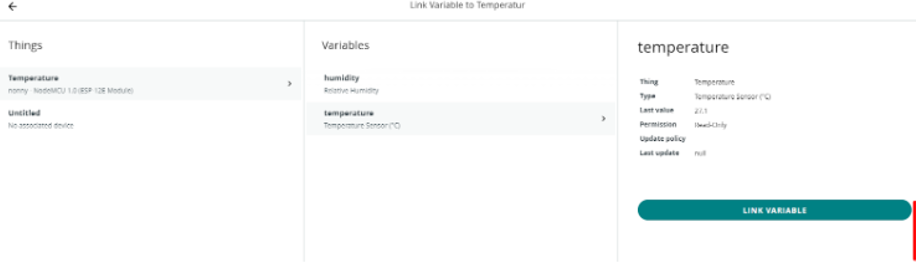 Link Variable to Temperatur
Things
Temperature
nonny · NodeMCU 1.0 (ESP-12E Module)
Untitled
No associated device
Variables
humidity
Relative Humidity
temperature
Temperature Sensor (°C)
temperature
Thing Temperature
Type Temperature Sensor (°C)
Last value 27.1
Permission Read-Only
Update policy
Last update null
LINK VARIABLE